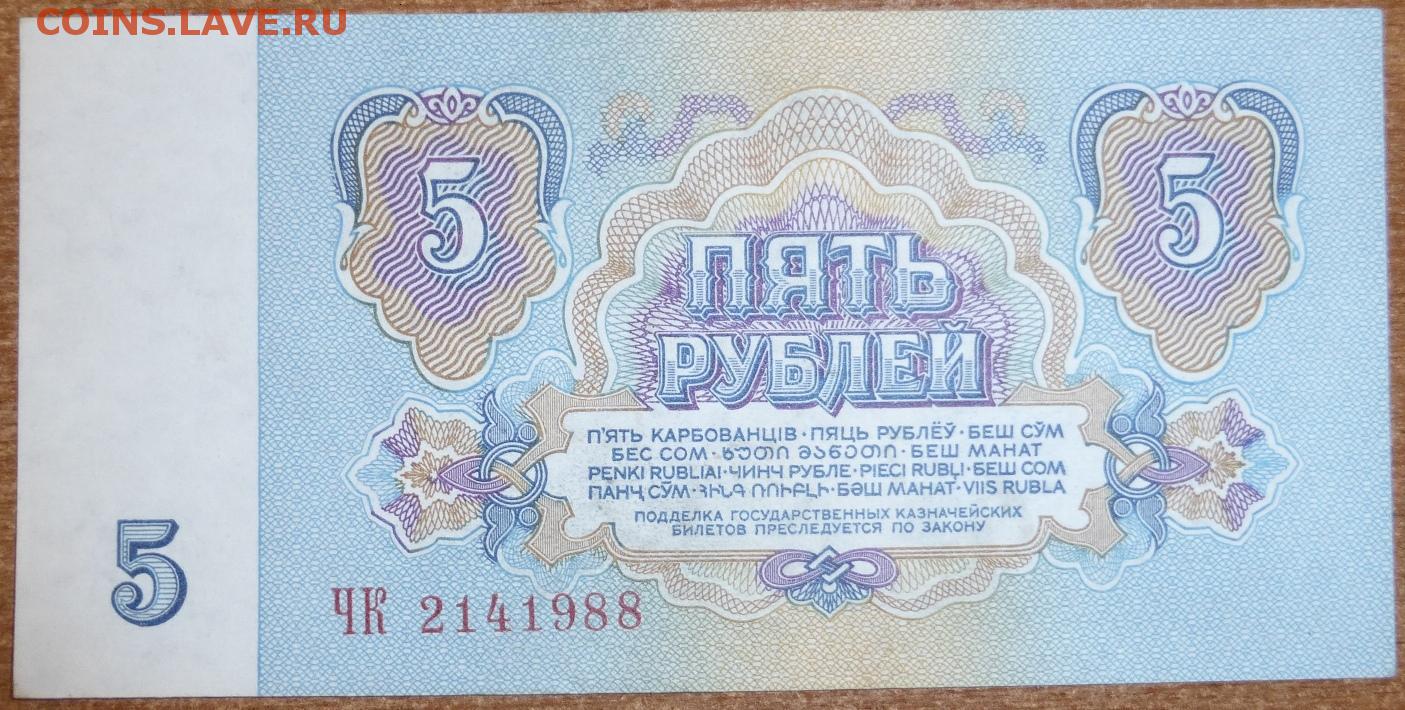 COINS.LAVE.RU
5 5
ПЯТЬ
РУБЛЕЙ
П'ЯТЬ КАРБОВАНЦІВ·ПЯЦЬ РУБЛЁЎ·БЕШ СЎМ
БЕС СОМ·ხუთი მანეთი·БЕШ МАНАТ
PENKI RUBLIAI·ЧИНЧ РУБЛЕ·PIECI RUBĻI·БЕШ СОМ
ПАНҶ СӮМ·ՀԻՆԳ ՌՈՒԲԼԻ·БӘШ МАНАТ·VIIS RUBLA
ПОДДЕЛКА ГОСУДАРСТВЕННЫХ КАЗНАЧЕЙСКИХ
БИЛЕТОВ ПРЕСЛЕДУЕТСЯ ПО ЗАКОНУ
5
ЧК 2141988